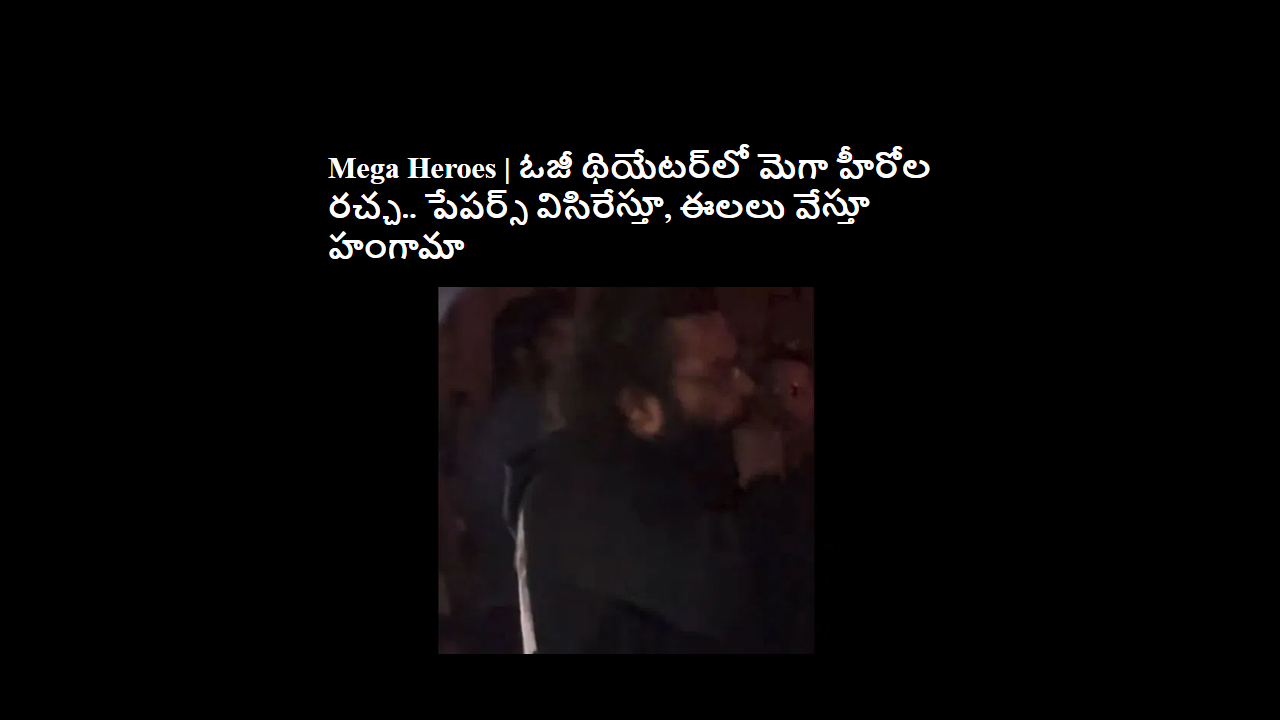 Mega Heroes | ఓజీ థియేటర్‌లో మెగా హీరోల
రచ్చ.. పేపర్స్ విసిరేస్తూ, ఈలలు వేస్తూ
హంగామా